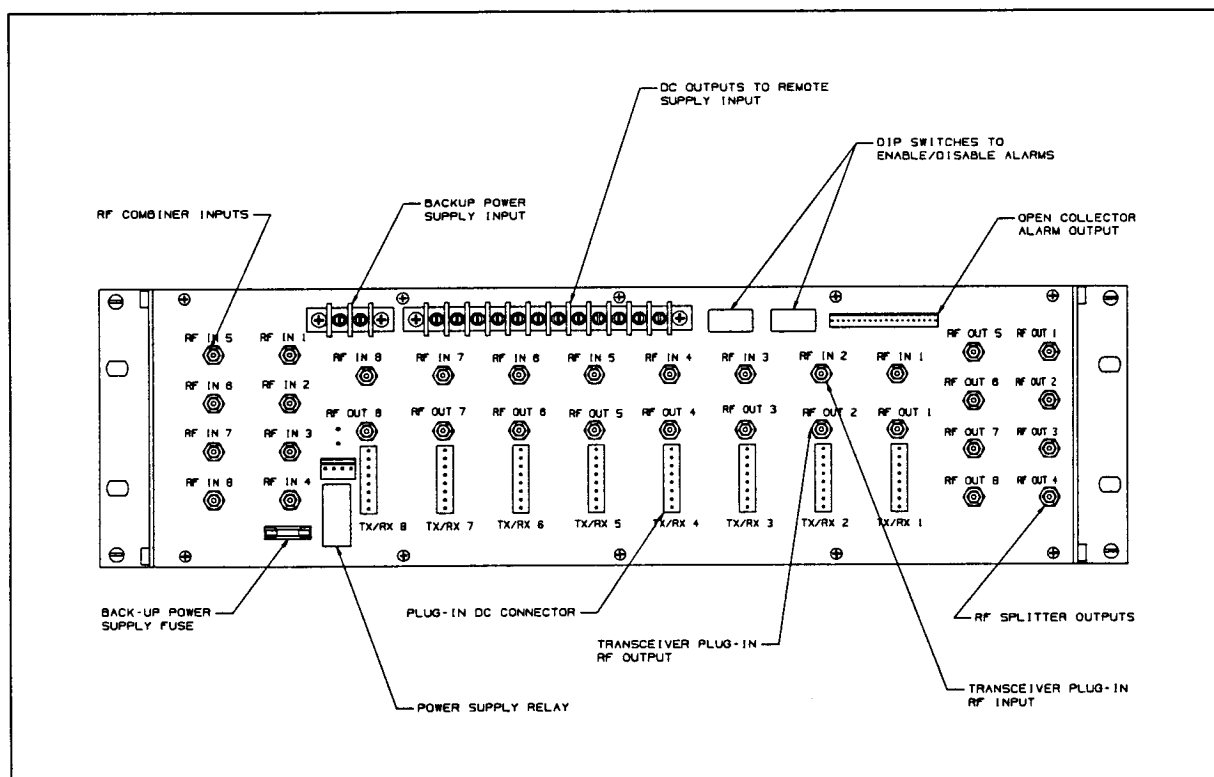 DC OUTPUTS TO REMOTE
SUPPLY INPUT
DIP SWITCHES TO
ENABLE/DISABLE ALARMS
BACKUP POWER
SUPPLY INPUT
RF COMBINER INPUTS
OPEN COLLECTOR
ALARM OUTPUT
RF IN 5
RF IN 1
RF IN 6
RF IN 2
RF IN 7
RF IN 3
RF IN 8
RF IN 4
RF IN 8
RF IN 7
RF IN 6
RF IN 5
RF IN 4
RF IN 3
RF IN 2
RF IN 1
RF OUT 8
RF OUT 7
RF OUT 6
RF OUT 5
RF OUT 4
RF OUT 3
RF OUT 2
RF OUT 1
TX/RX 8
TX/RX 7
TX/RX 6
TX/RX 5
TX/RX 4
TX/RX 3
TX/RX 2
TX/RX 1
RF OUT 5
RF OUT 1
RF OUT 6
RF OUT 2
RF OUT 7
RF OUT 3
RF OUT 8
RF OUT 4
BACK-UP POWER
SUPPLY FUSE
PLUG-IN DC CONNECTOR
RF SPLITTER OUTPUTS
TRANSCEIVER PLUG-IN
RF OUTPUT
TRANSCEIVER PLUG-IN
RF INPUT
POWER SUPPLY RELAY